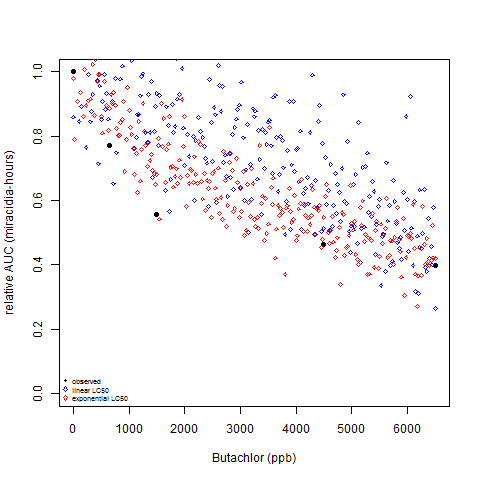 1.0
0.8
0.6
0.4
0.2
0.0
relative AUC (miracidia-hours)
observed
linear LC50
exponential LC50
0 1000 2000 3000 4000 5000 6000
Butachlor (ppb)